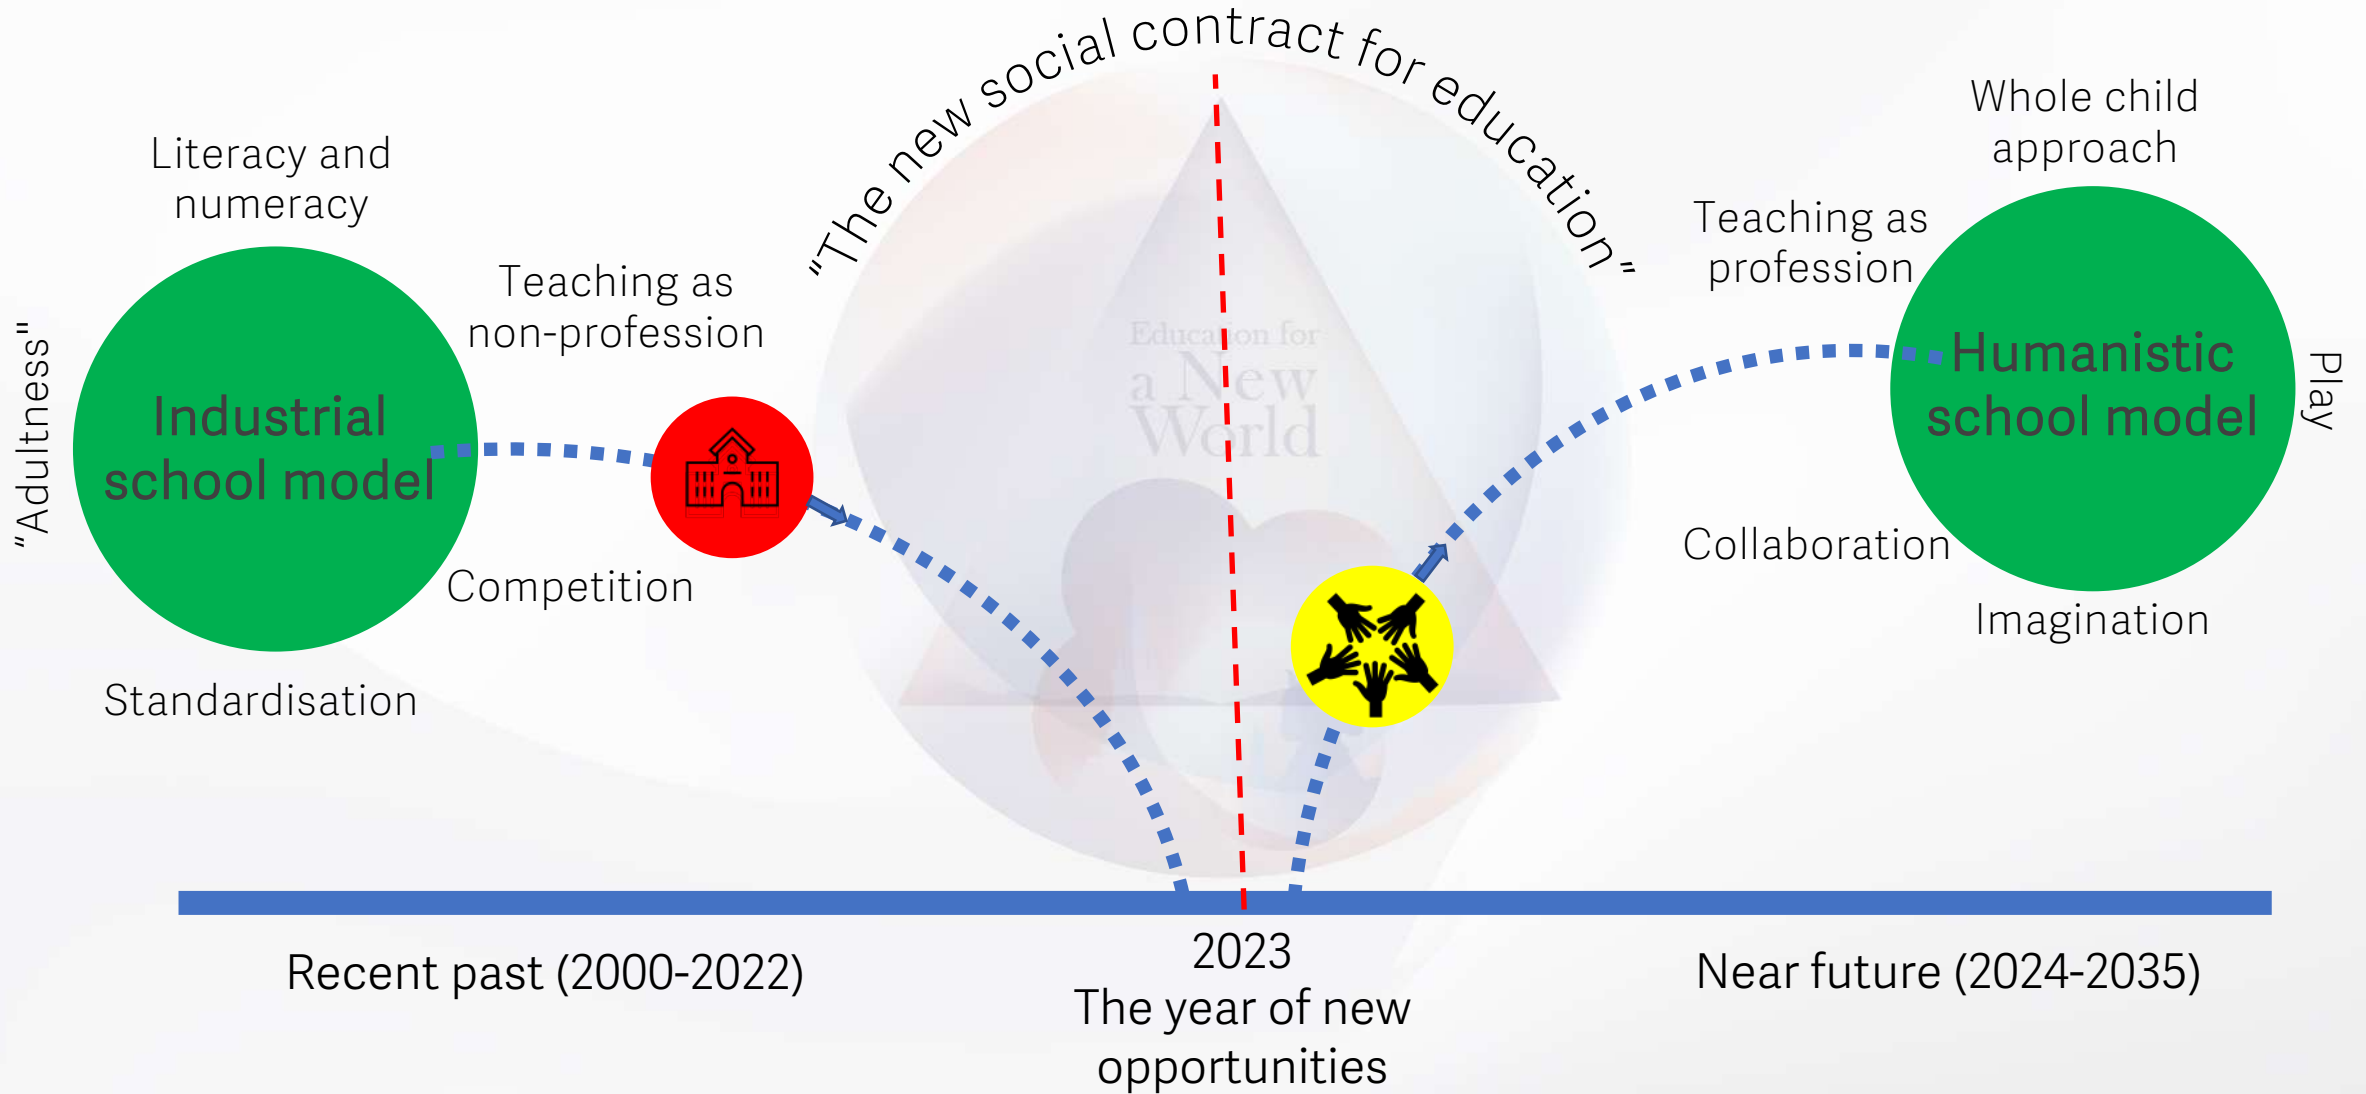 "The new social contract for education"
Literacy and
numeracy
Teaching as
non-profession
"Adultness"
Industrial
school model
Competition
Standardisation
Education for
a New
World
Whole child
approach
Teaching as
profession
Humanistic
school model
Play
Collaboration
Imagination
Recent past (2000-2022)
2023
The year of new
opportunities
Near future (2024-2035)